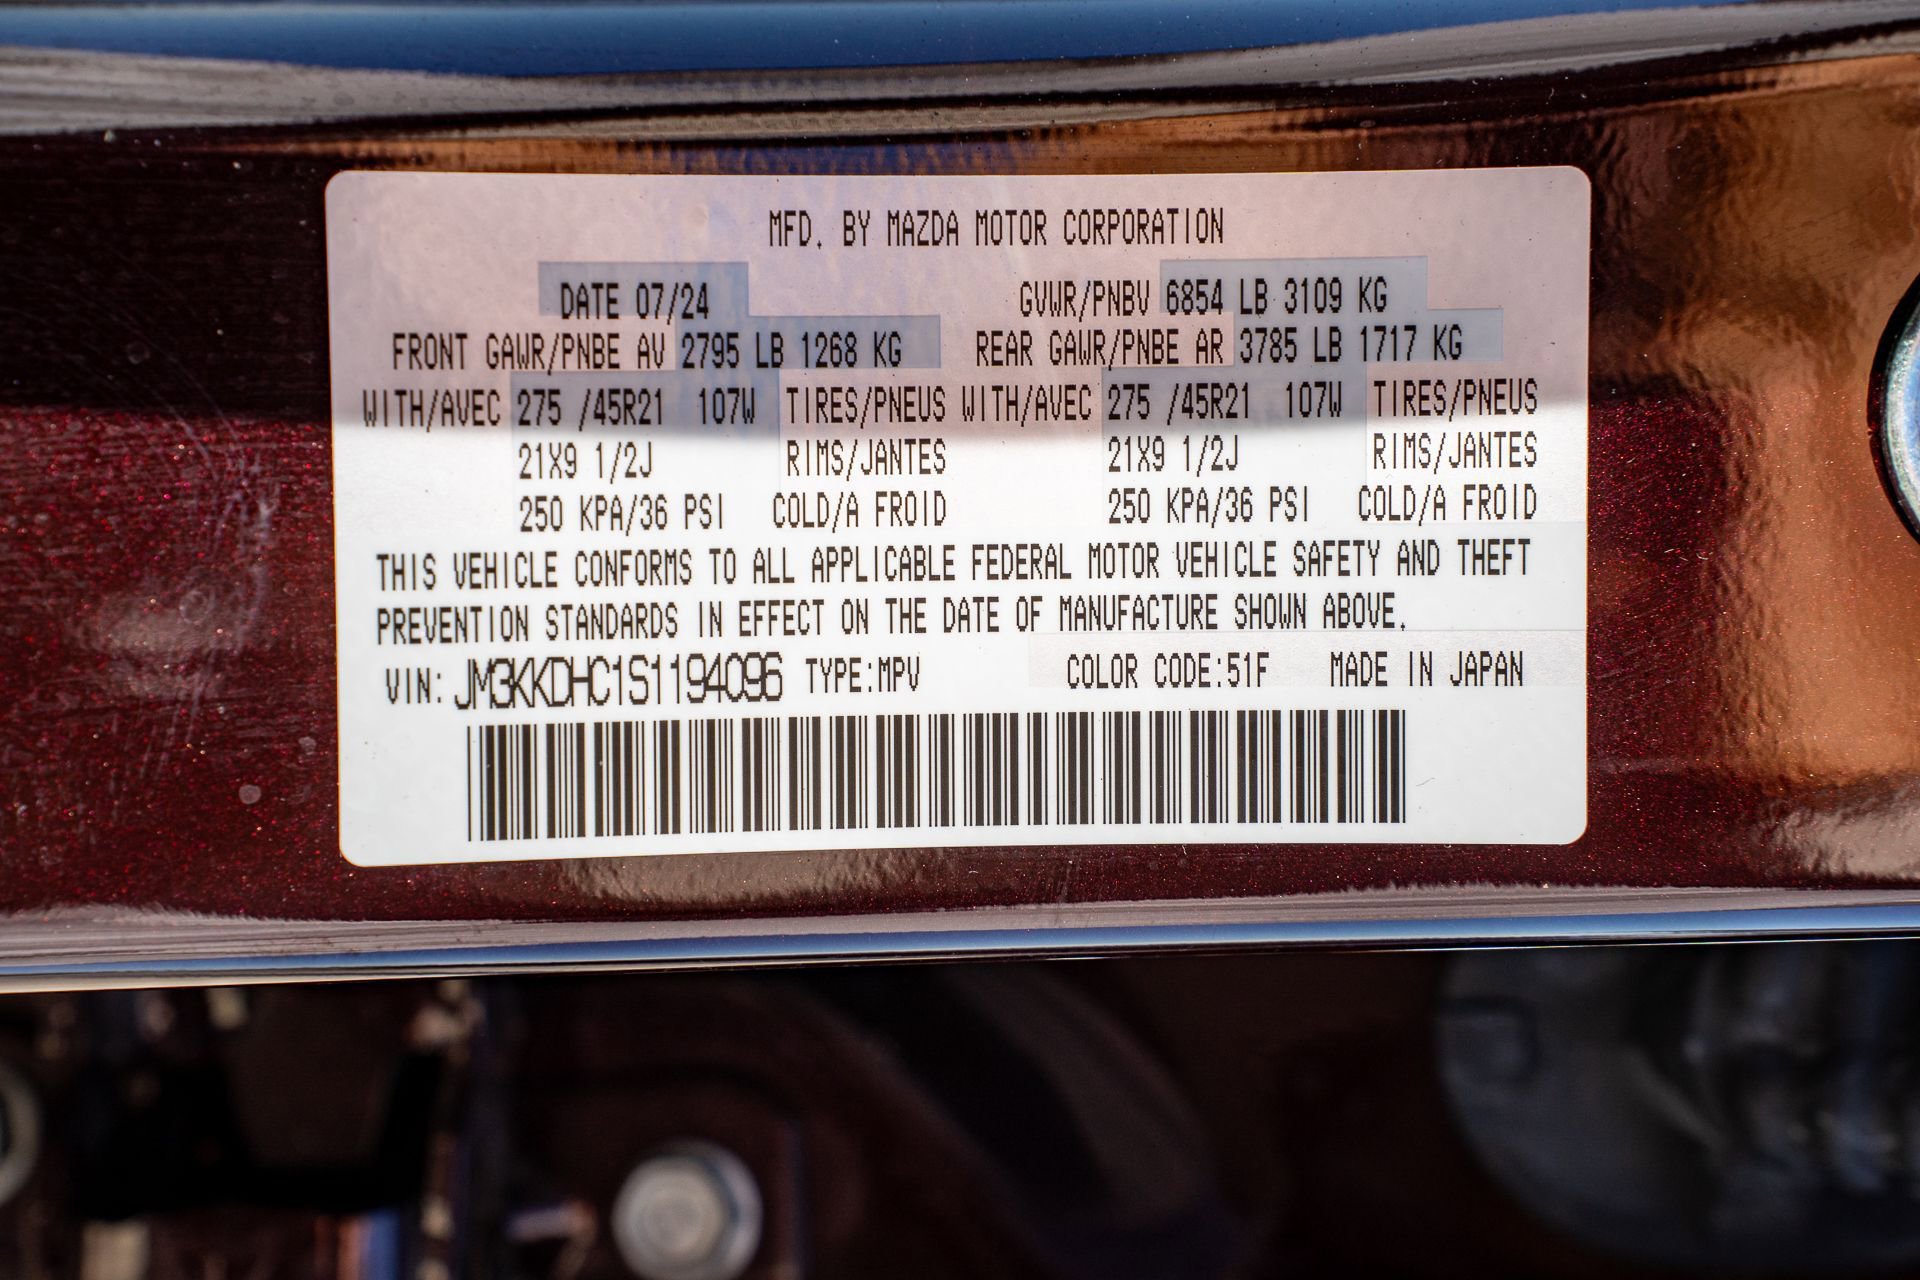 MFD. BY MAZDA MOTOR CORPORATION
DATE 07/24 GVWR/PNBV 6854 LB 3109 KG
FRONT GAWR/PNBE AV 2795 LB 1268 KG REAR GAWR/PNBE AR 3785 LB 1717 KG
WITH/AVEC 275 /45R21 107W TIRES/PNEUS WITH/AVEC 275 /45R21 107W TIRES/PNEUS
21X9 1/2J RIMS/JANTES 21X9 1/2J RIMS/JANTES
250 KPA/36 PSI COLD/A FROID 250 KPA/36 PSI COLD/A FROID
THIS VEHICLE CONFORMS TO ALL APPLICABLE FEDERAL MOTOR VEHICLE SAFETY AND THEFT
PREVENTION STANDARDS IN EFFECT ON THE DATE OF MANUFACTURE SHOWN ABOVE.
VIN: JM3KKDHC1S1194096 TYPE:MPV COLOR CODE:51F MADE IN JAPAN